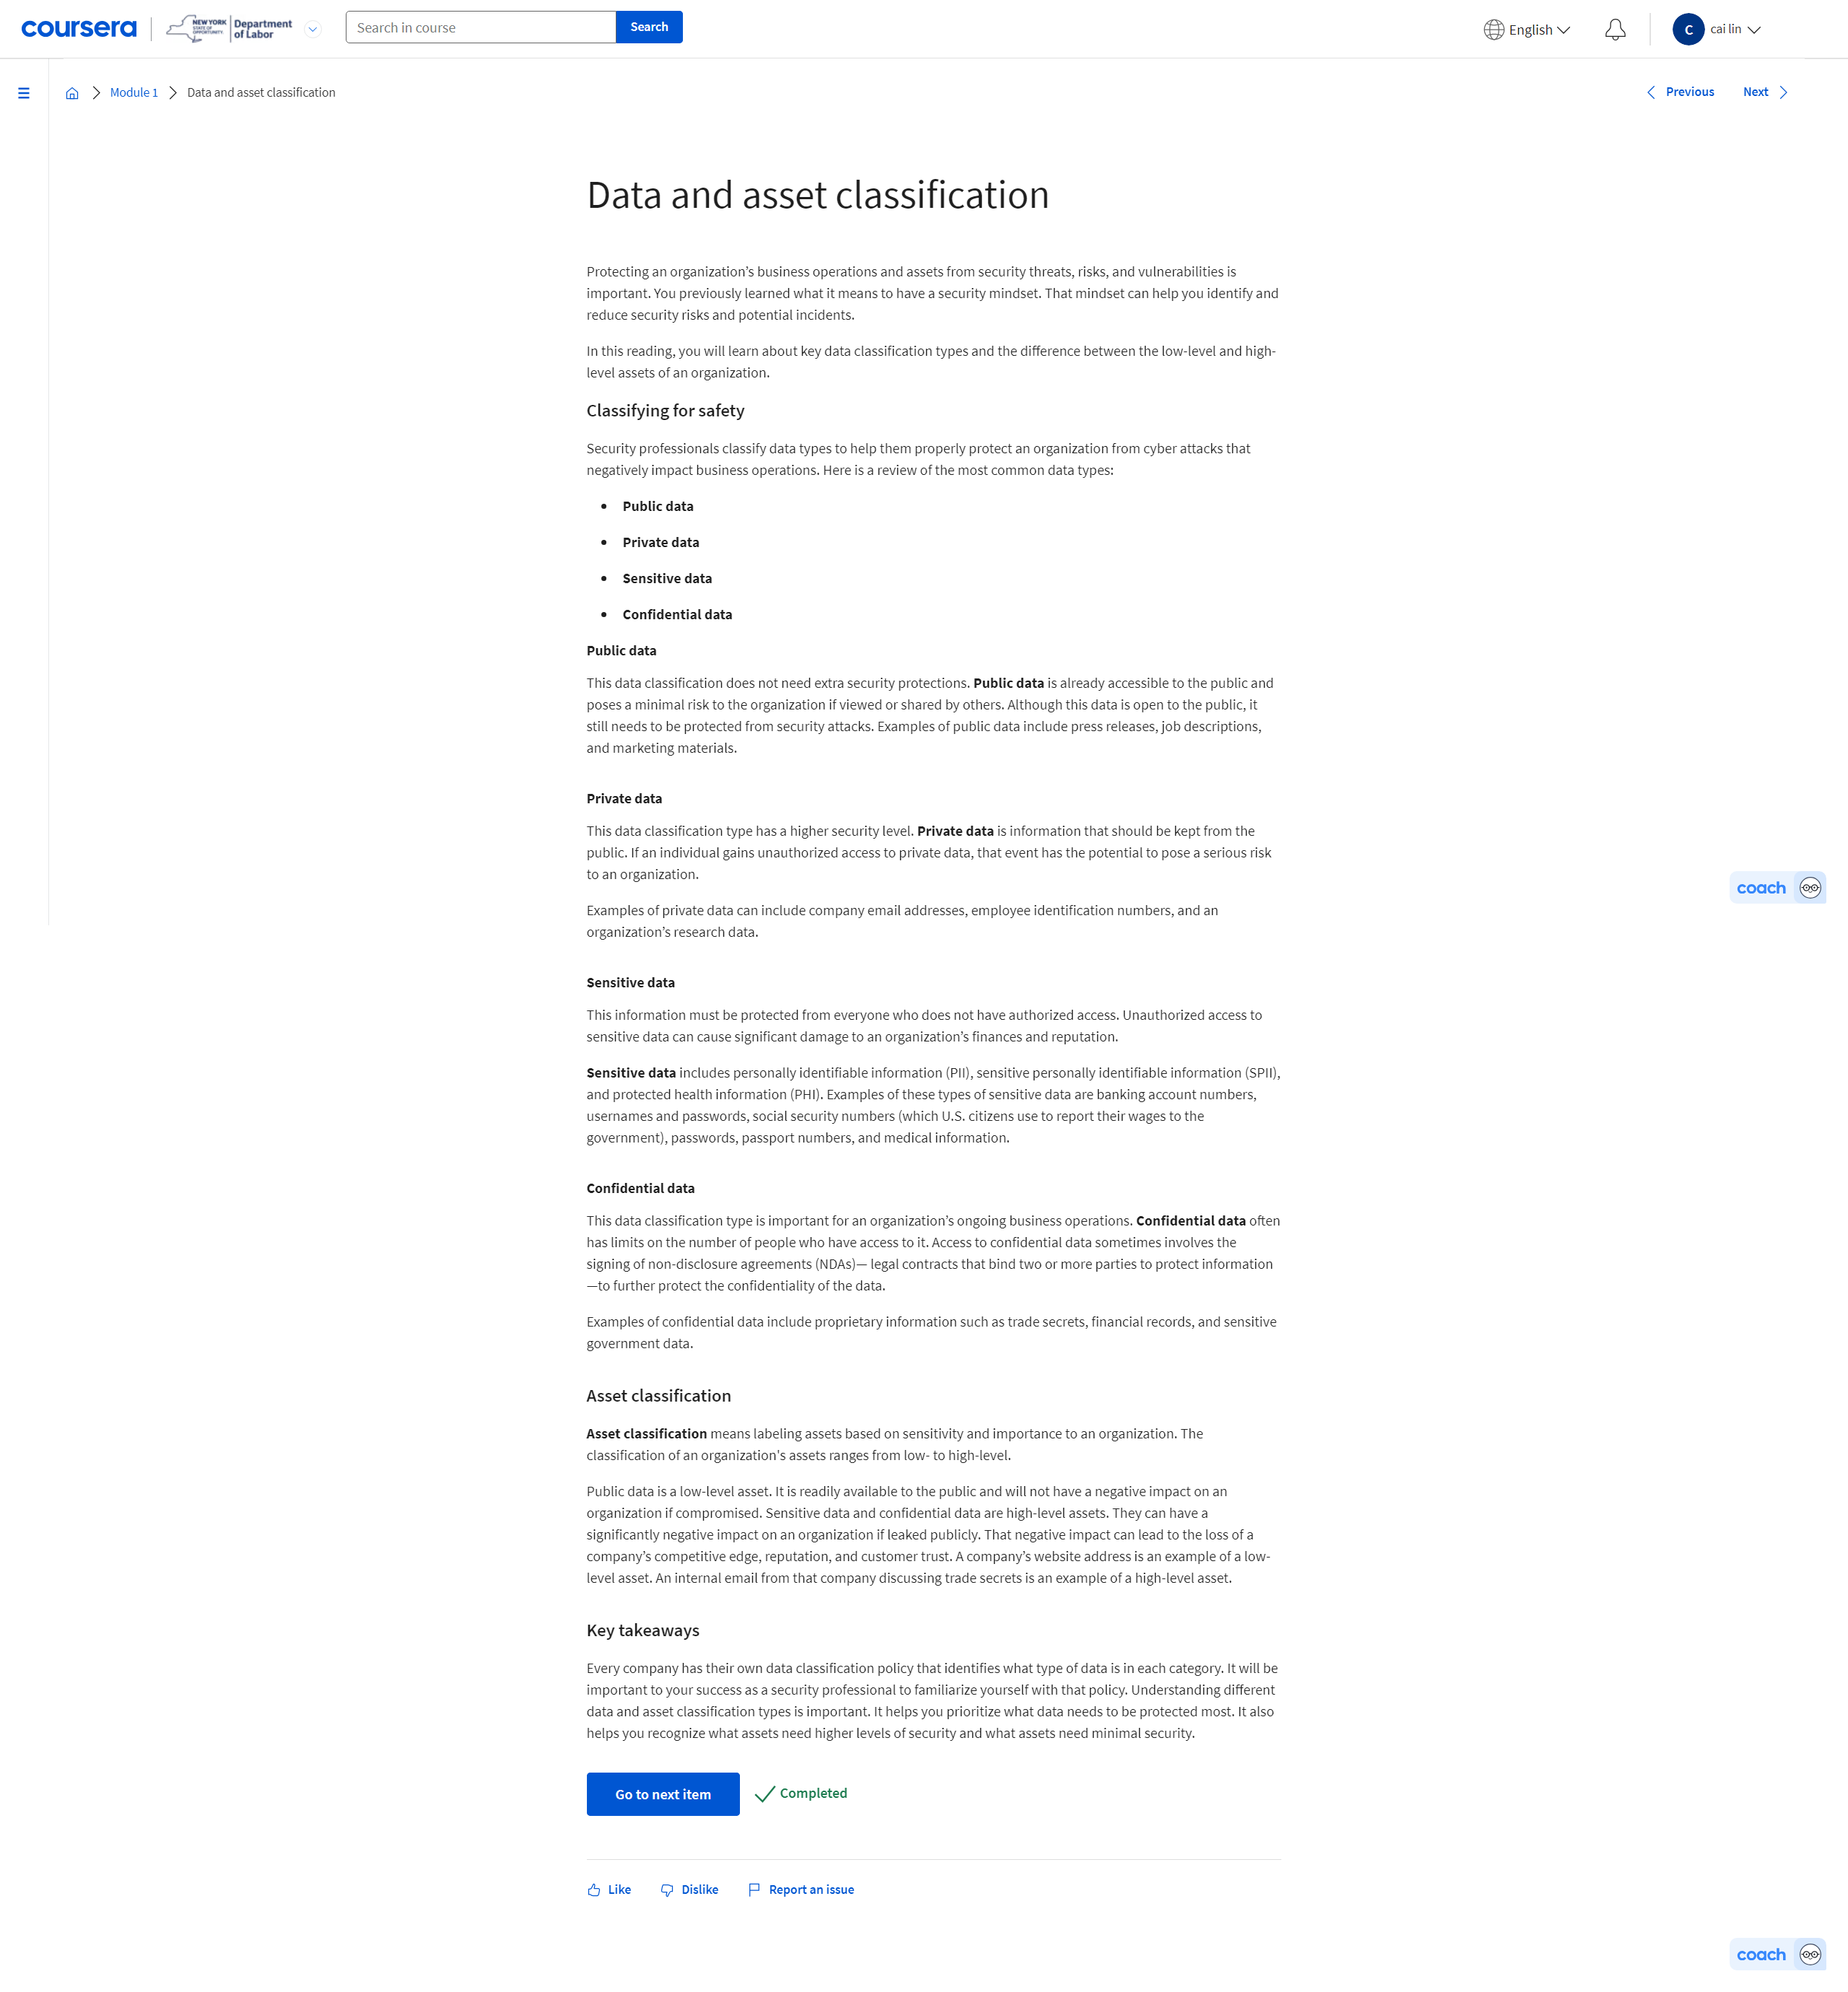 coursera
NEW YORK
STATE OF
OPPORTUNITY
Department
of Labor
Search in course
Search
English
C
cai lin
Module 1
Data and asset classification
Previous
Next
Data and asset classification
Protecting an organization’s business operations and assets from security threats, risks, and vulnerabilities is
important. You previously learned what it means to have a security mindset. That mindset can help you identify and
reduce security risks and potential incidents.
In this reading, you will learn about key data classification types and the difference between the low-level and high-
level assets of an organization.
Classifying for safety
Security professionals classify data types to help them properly protect an organization from cyber attacks that
negatively impact business operations. Here is a review of the most common data types:
• Public data
• Private data
• Sensitive data
• Confidential data
Public data
This data classification does not need extra security protections. Public data is already accessible to the public and
poses a minimal risk to the organization if viewed or shared by others. Although this data is open to the public, it
still needs to be protected from security attacks. Examples of public data include press releases, job descriptions,
and marketing materials.
Private data
This data classification type has a higher security level. Private data is information that should be kept from the
public. If an individual gains unauthorized access to private data, that event has the potential to pose a serious risk
to an organization.
Examples of private data can include company email addresses, employee identification numbers, and an
organization’s research data.
coach
Sensitive data
This information must be protected from everyone who does not have authorized access. Unauthorized access to
sensitive data can cause significant damage to an organization’s finances and reputation.
Sensitive data includes personally identifiable information (PII), sensitive personally identifiable information (SPII),
and protected health information (PHI). Examples of these types of sensitive data are banking account numbers,
usernames and passwords, social security numbers (which U.S. citizens use to report their wages to the
government), passwords, passport numbers, and medical information.
Confidential data
This data classification type is important for an organization’s ongoing business operations. Confidential data often
has limits on the number of people who have access to it. Access to confidential data sometimes involves the
signing of non-disclosure agreements (NDAs)— legal contracts that bind two or more parties to protect information
—to further protect the confidentiality of the data.
Examples of confidential data include proprietary information such as trade secrets, financial records, and sensitive
government data.
Asset classification
Asset classification means labeling assets based on sensitivity and importance to an organization. The
classification of an organization's assets ranges from low- to high-level.
Public data is a low-level asset. It is readily available to the public and will not have a negative impact on an
organization if compromised. Sensitive data and confidential data are high-level assets. They can have a
significantly negative impact on an organization if leaked publicly. That negative impact can lead to the loss of a
company’s competitive edge, reputation, and customer trust. A company’s website address is an example of a low-
level asset. An internal email from that company discussing trade secrets is an example of a high-level asset.
Key takeaways
Every company has their own data classification policy that identifies what type of data is in each category. It will be
important to your success as a security professional to familiarize yourself with that policy. Understanding different
data and asset classification types is important. It helps you prioritize what data needs to be protected most. It also
helps you recognize what assets need higher levels of security and what assets need minimal security.
Go to next item
Completed
Like
Dislike
Report an issue
coach